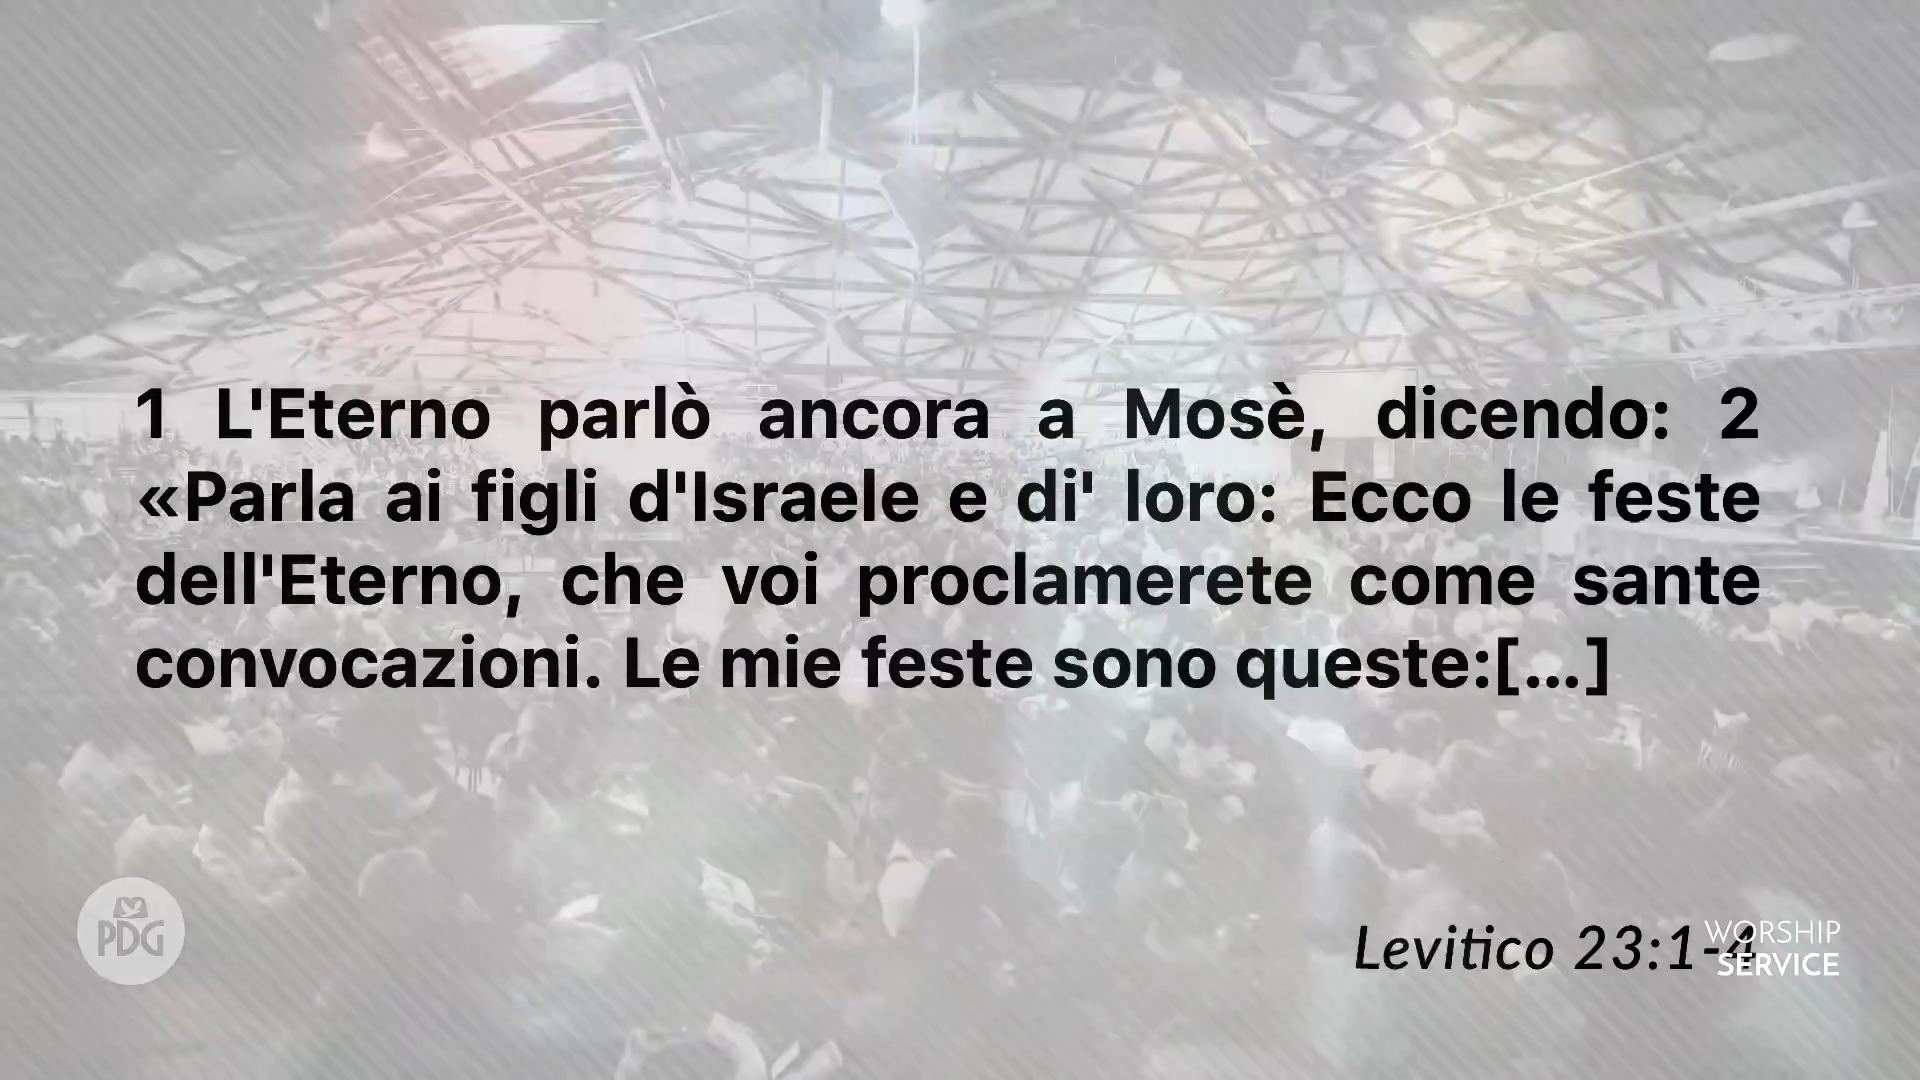 1 L'Eterno parlò ancora a Mosè, dicendo: 2
«Parla ai figli d'Israele e di' loro: Ecco le feste
dell'Eterno, che voi proclamerete come sante
convocazioni. Le mie feste sono queste:[...]
PDG
Levitico 23:1-4
WORSHIP
SERVICE